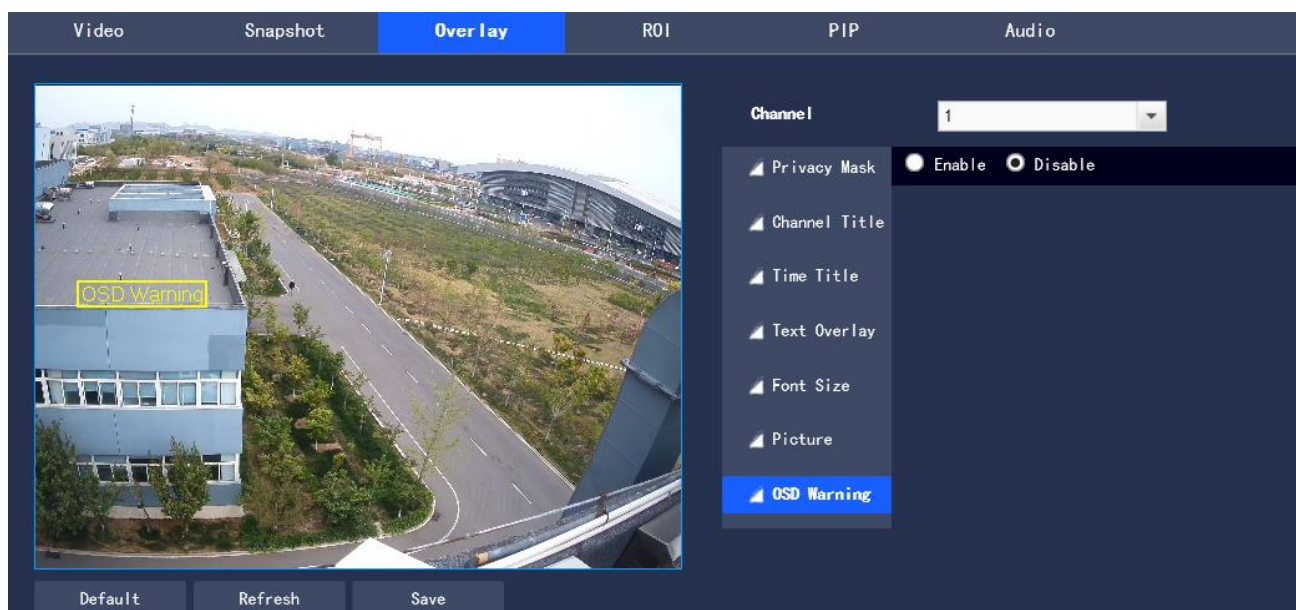 Video Snapshot Overlay ROI PIP Audio
Channel 1
OSD Warning
Privacy Mask Enable Disable
Channel Title
Time Title
Text Overlay
Font Size
Picture
OSD Warning
Default Refresh Save